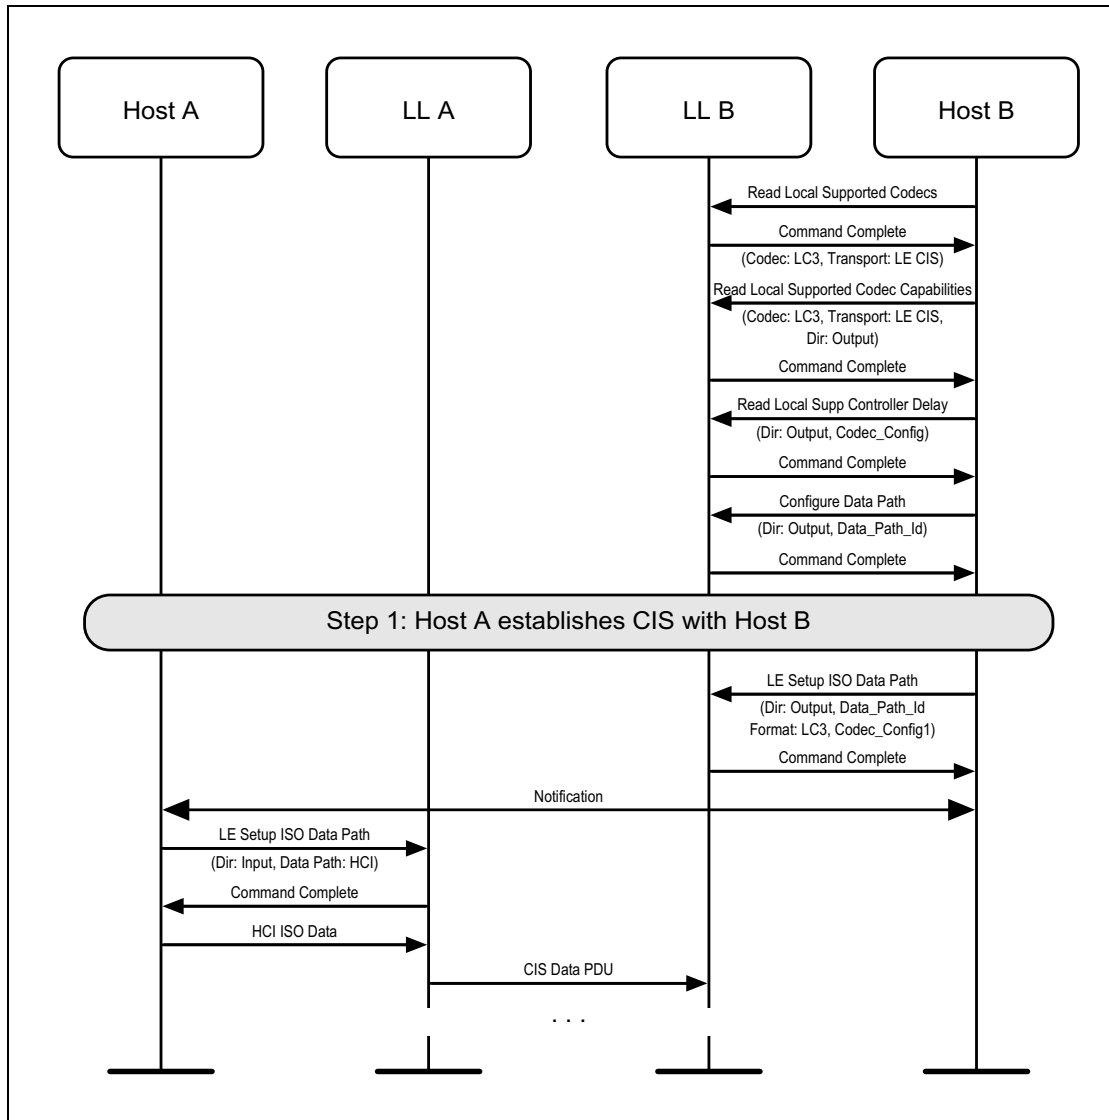 Host A
LL A
LL B
Host B
Read Local Supported Codecs
Command Complete
(Codec: LC3, Transport: LE CIS)
Read Local Supported Codec Capabilities
(Codec: LC3, Transport: LE CIS,
Dir: Output)
Command Complete
Read Local Supp Controller Delay
(Dir: Output, Codec_Config)
Command Complete
Configure Data Path
(Dir: Output, Data_Path_Id)
Command Complete
Step 1: Host A establishes CIS with Host B
LE Setup ISO Data Path
(Dir: Output, Data_Path_Id
Format: LC3, Codec_Config1)
Command Complete
Notification
LE Setup ISO Data Path
(Dir: Input, Data Path: HCI)
Command Complete
HCI ISO Data
CIS Data PDU
. . .